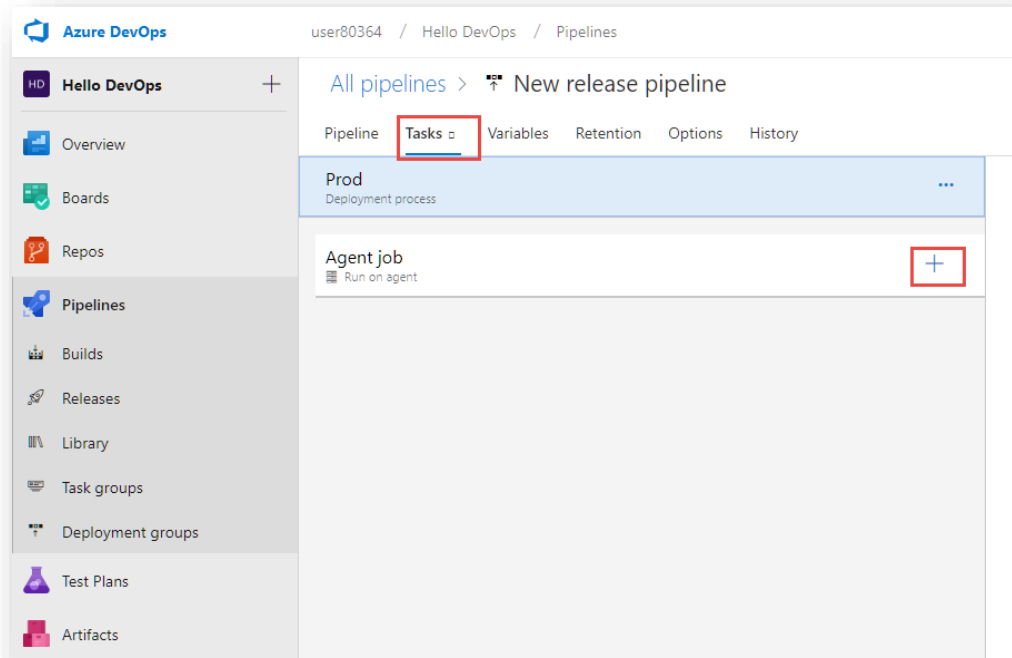 Azure DevOps
user80364 / Hello DevOps / Pipelines
HD Hello DevOps
All pipelines > New release pipeline
Pipeline Tasks Variables Retention Options History
Overview
Boards
Repos
Pipelines
Builds
Releases
Library
Task groups
Deployment groups
Test Plans
Artifacts
Prod
Deployment process
Agent job
Run on agent